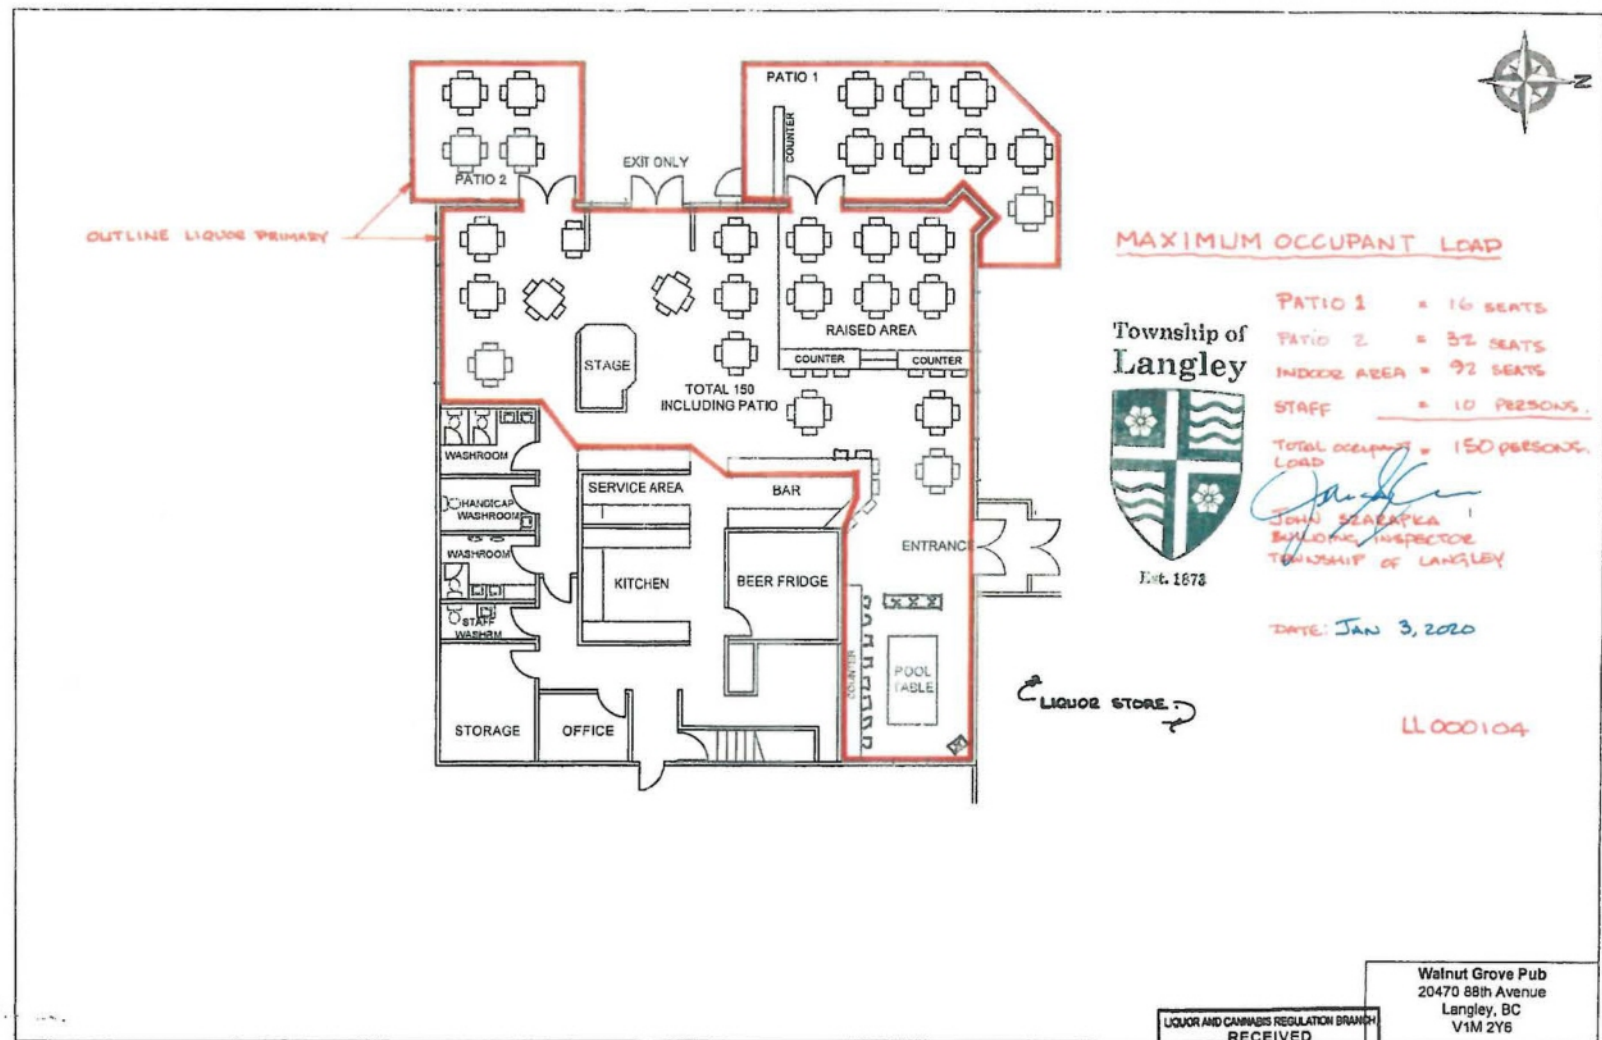 PATIO 1
N
COUNTER
EXIT ONLY
PATIO 2
OUTLINE LIQUOR PRIMARY
MAXIMUM OCCUPANT LOAD
PATIO 1 = 16 SEATS
PATIO 2 = 32 SEATS
INDOOR AREA = 92 SEATS
STAFF = 10 PERSONS.
TOTAL OCCUPANT = 150 PERSONS.
LOAD
Township of
Langley
Est. 1873
JOHN SZARAPKA
BUILDING INSPECTOR
TOWNSHIP OF LANGLEY
DATE: JAN 3, 2020
LL000104
RAISED AREA
COUNTER
COUNTER
STAGE
TOTAL 150
INCLUDING PATIO
WASHROOM
SERVICE AREA
BAR
HANDICAP
WASHROOM
ENTRANCE
WASHROOM
KITCHEN
BEER FRIDGE
STAFF
WASHRM
COUNTER
POOL
TABLE
LIQUOR STORE.
STORAGE
OFFICE
Walnut Grove Pub
20470 88th Avenue
Langley, BC
V1M 2Y6
LIQUOR AND CANNABIS REGULATION BRANCH
RECEIVED